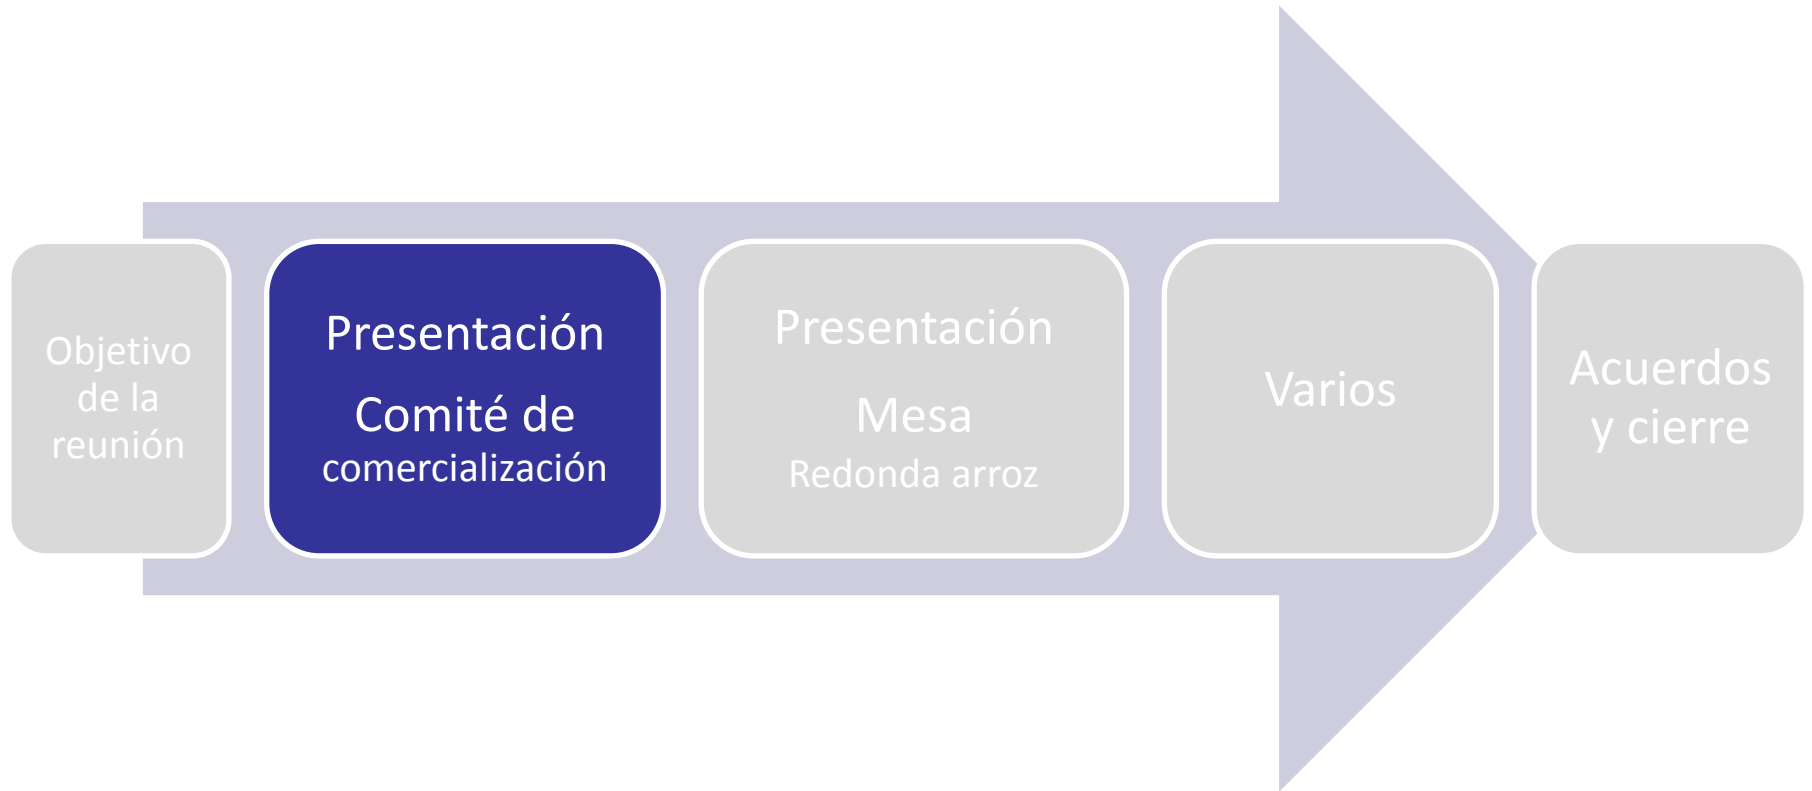 Objetivo
de la
reunión
Presentación
Comité de
comercialización
Presentación
Mesa
Redonda arroz
Varios
Acuerdos
y cierre